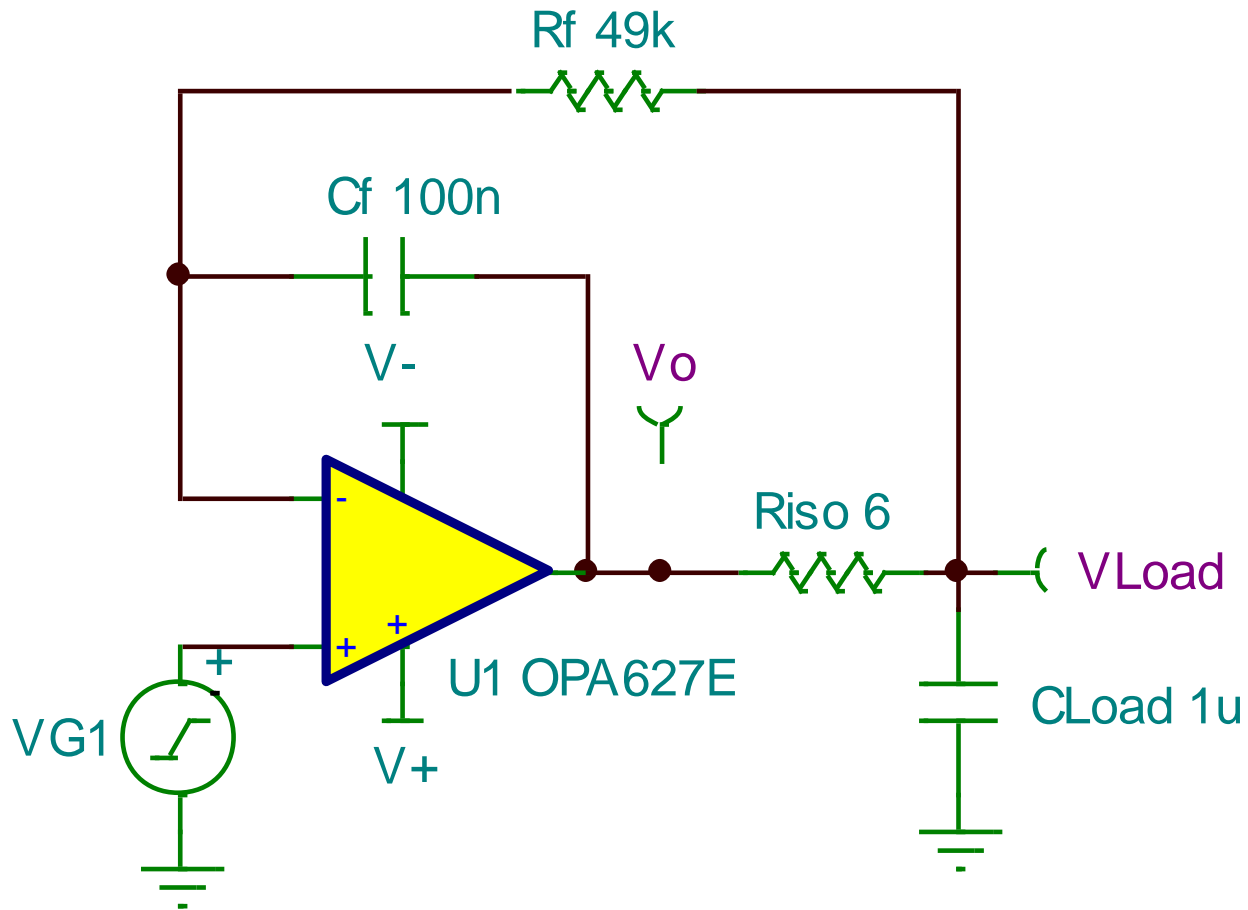 Rf 49k
Cf 100n
V-
Vo
-
Riso 6
VLoad
+
+
+
U1 OPA627E
CLoad 1u
VG1
V+